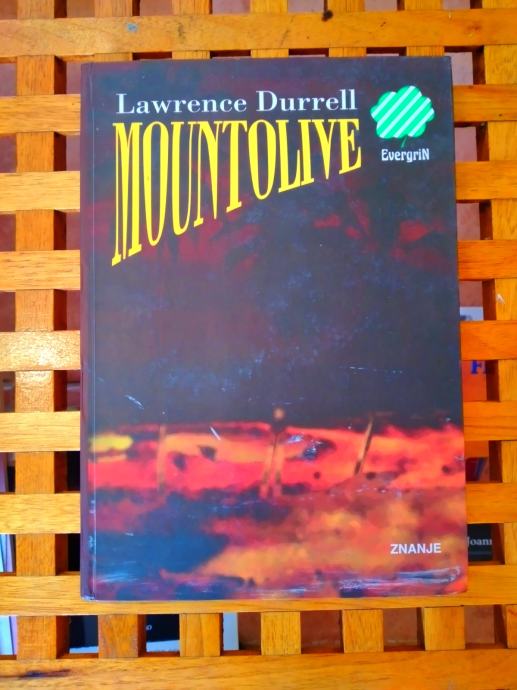 Lawrence Durrell
MOUNTOLIVE
EvergriN
ZNANJE